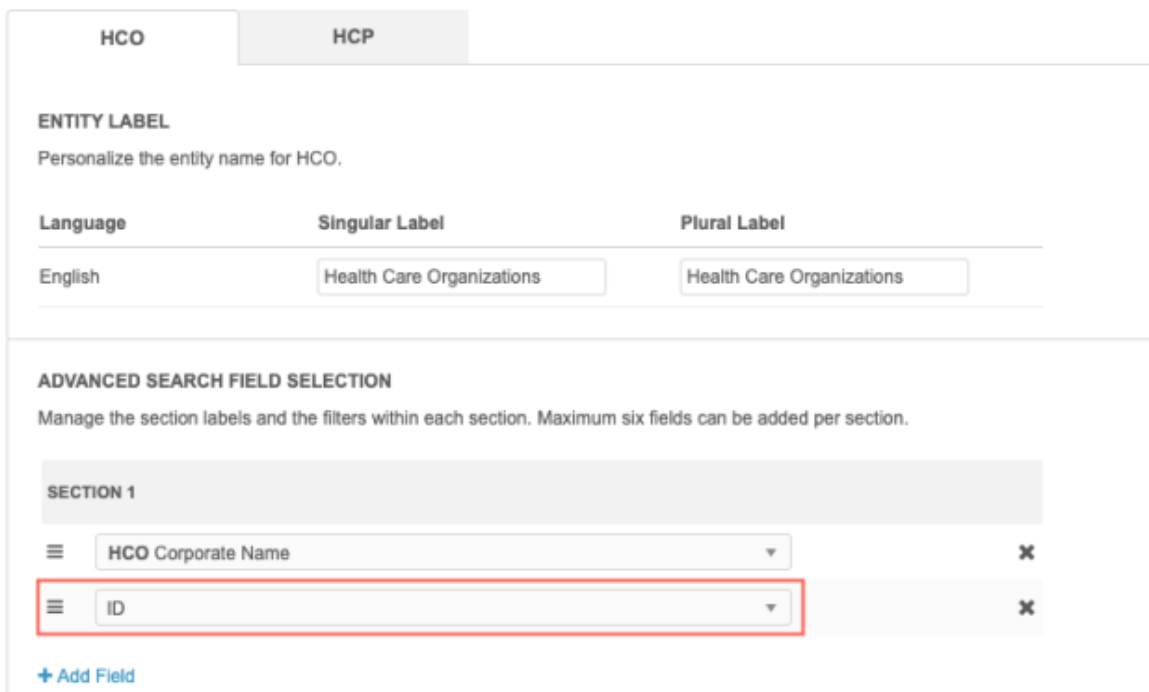 HCO HCP
ENTITY LABEL
Personalize the entity name for HCO.
Language Singular Label Plural Label
English Health Care Organizations Health Care Organizations
ADVANCED SEARCH FIELD SELECTION
Manage the section labels and the filters within each section. Maximum six fields can be added per section.
SECTION 1
HCO Corporate Name
ID
+ Add Field